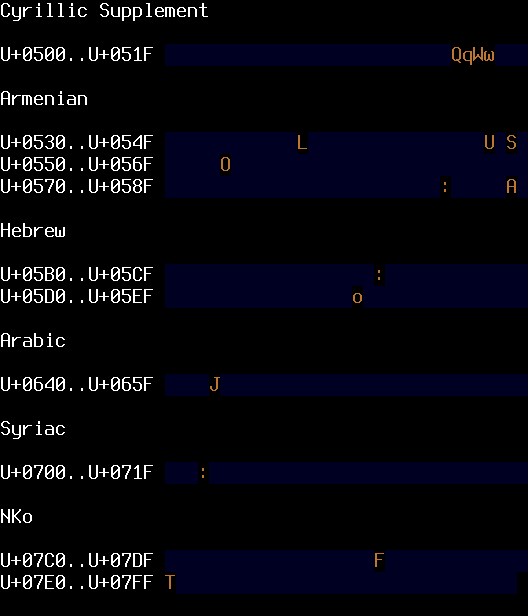 Cyrillic Supplement
U+0500..U+051F QqWw
Armenian
U+0530..U+054F L U S
U+0550..U+056F O
U+0570..U+058F : A
Hebrew
U+05B0..U+05CF :
U+05D0..U+05EF o
Arabic
U+0640..U+065F J
Syriac
U+0700..U+071F :
NKo
U+07C0..U+07DF F
U+07E0..U+07FF T